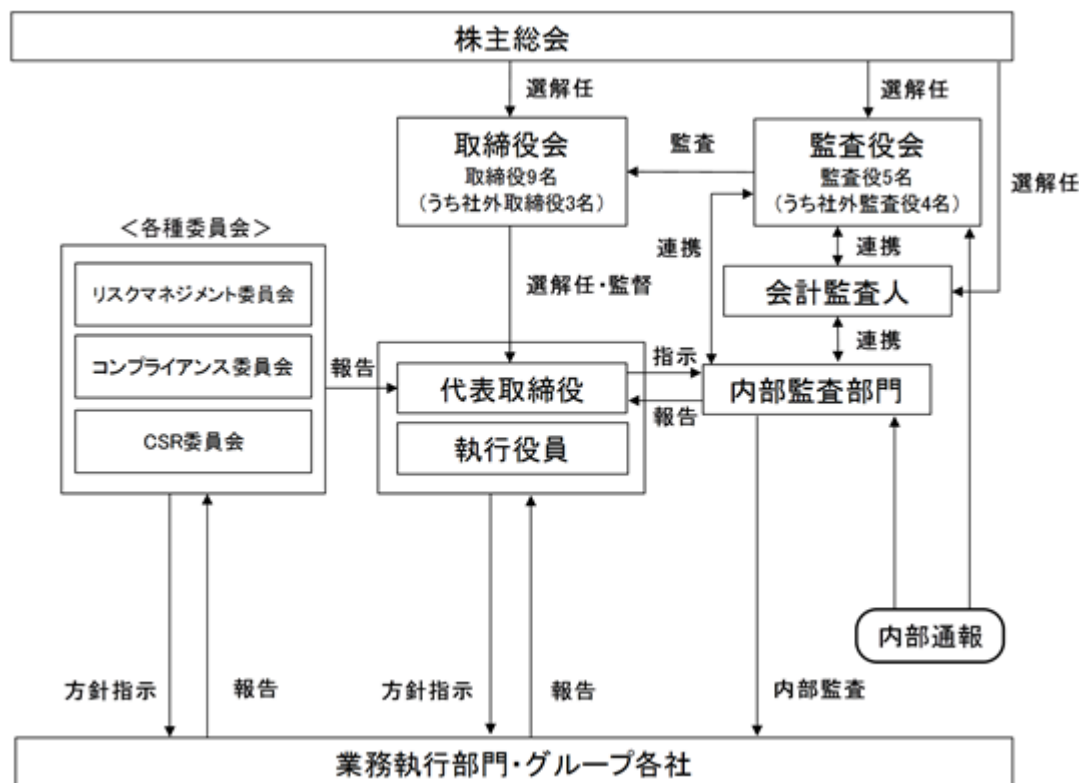 株主総会
選解任
選解任
選解任
取締役会
取締役9名
(うち社外取締役3名)
監査
監査役会
監査役5名
(うち社外監査役4名)
<各種委員会>
リスクマネジメント委員会
コンプライアンス委員会
CSR委員会
選解任・監督
連携
連携
会計監査人
連携
報告
代表取締役
執行役員
指示
報告
内部監査部門
内部通報
方針指示
報告
方針指示
報告
内部監査
業務執行部門・グループ各社